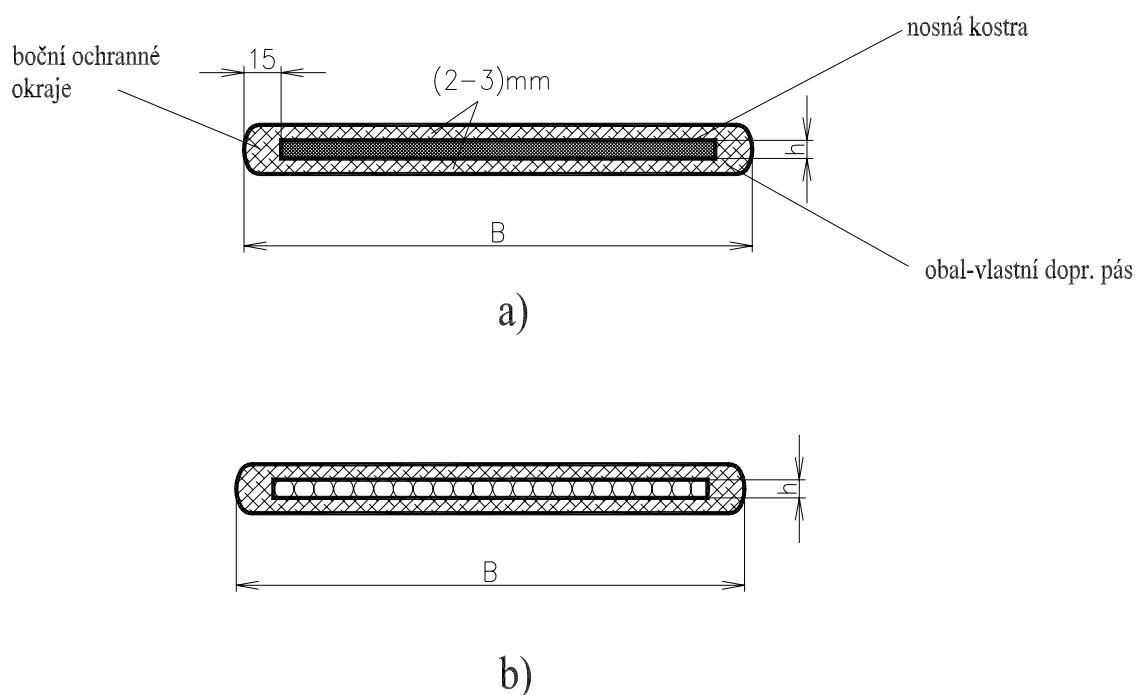 nosná kostra
boční ochranné
okraje
15
(2-3)mm
h
B
obal-vlastní dopr. pás
a)
h
B
b)